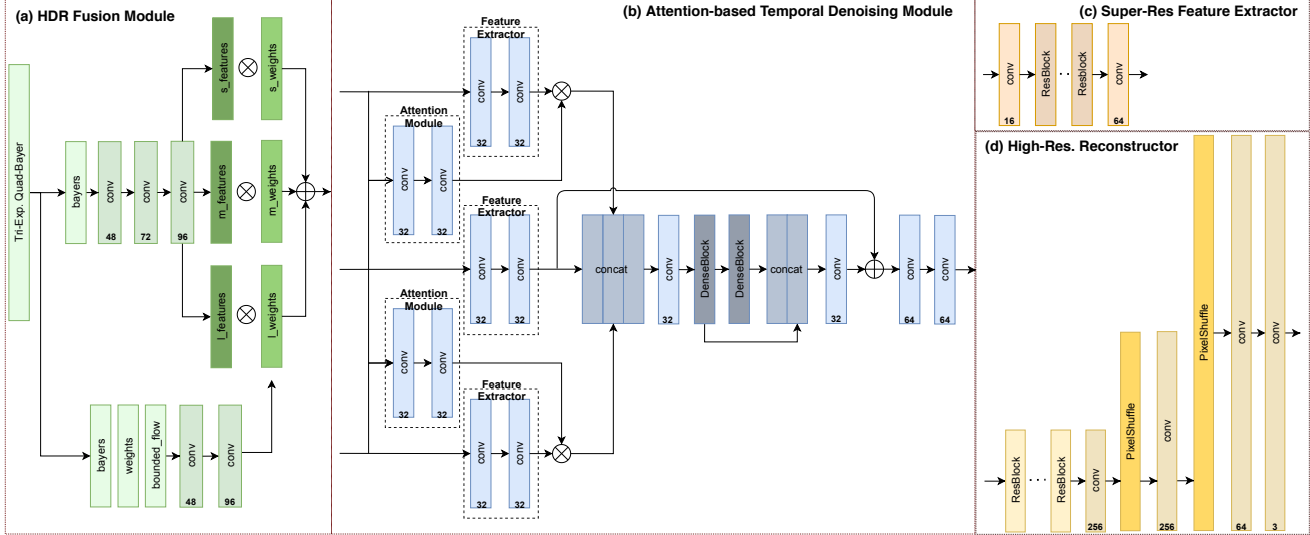 (a) HDR Fusion Module
Tri-Exp. Quad-Bayer
bayers
conv
48
conv
72
conv
96
s_features
s_weights
m_features
m_weights
l_features
l_weights
bayers
weights
bounded_flow
conv
48
conv
96
(b) Attention-based Temporal Denoising Module
Feature
Extractor
conv
32
conv
32
Attention
Module
conv
32
conv
32
Feature
Extractor
conv
32
conv
32
Attention
Module
conv
32
conv
32
Feature
Extractor
conv
32
conv
32
concat
conv
32
DenseBlock
DenseBlock
concat
conv
32
conv
64
conv
64
(c) Super-Res Feature Extractor
conv
16
ResBlock
..
Resblock
conv
64
(d) High-Res. Reconstructor
ResBlock
...
ResBlock
conv
256
PixelShuffle
conv
256
PixelShuffle
conv
64
conv
3